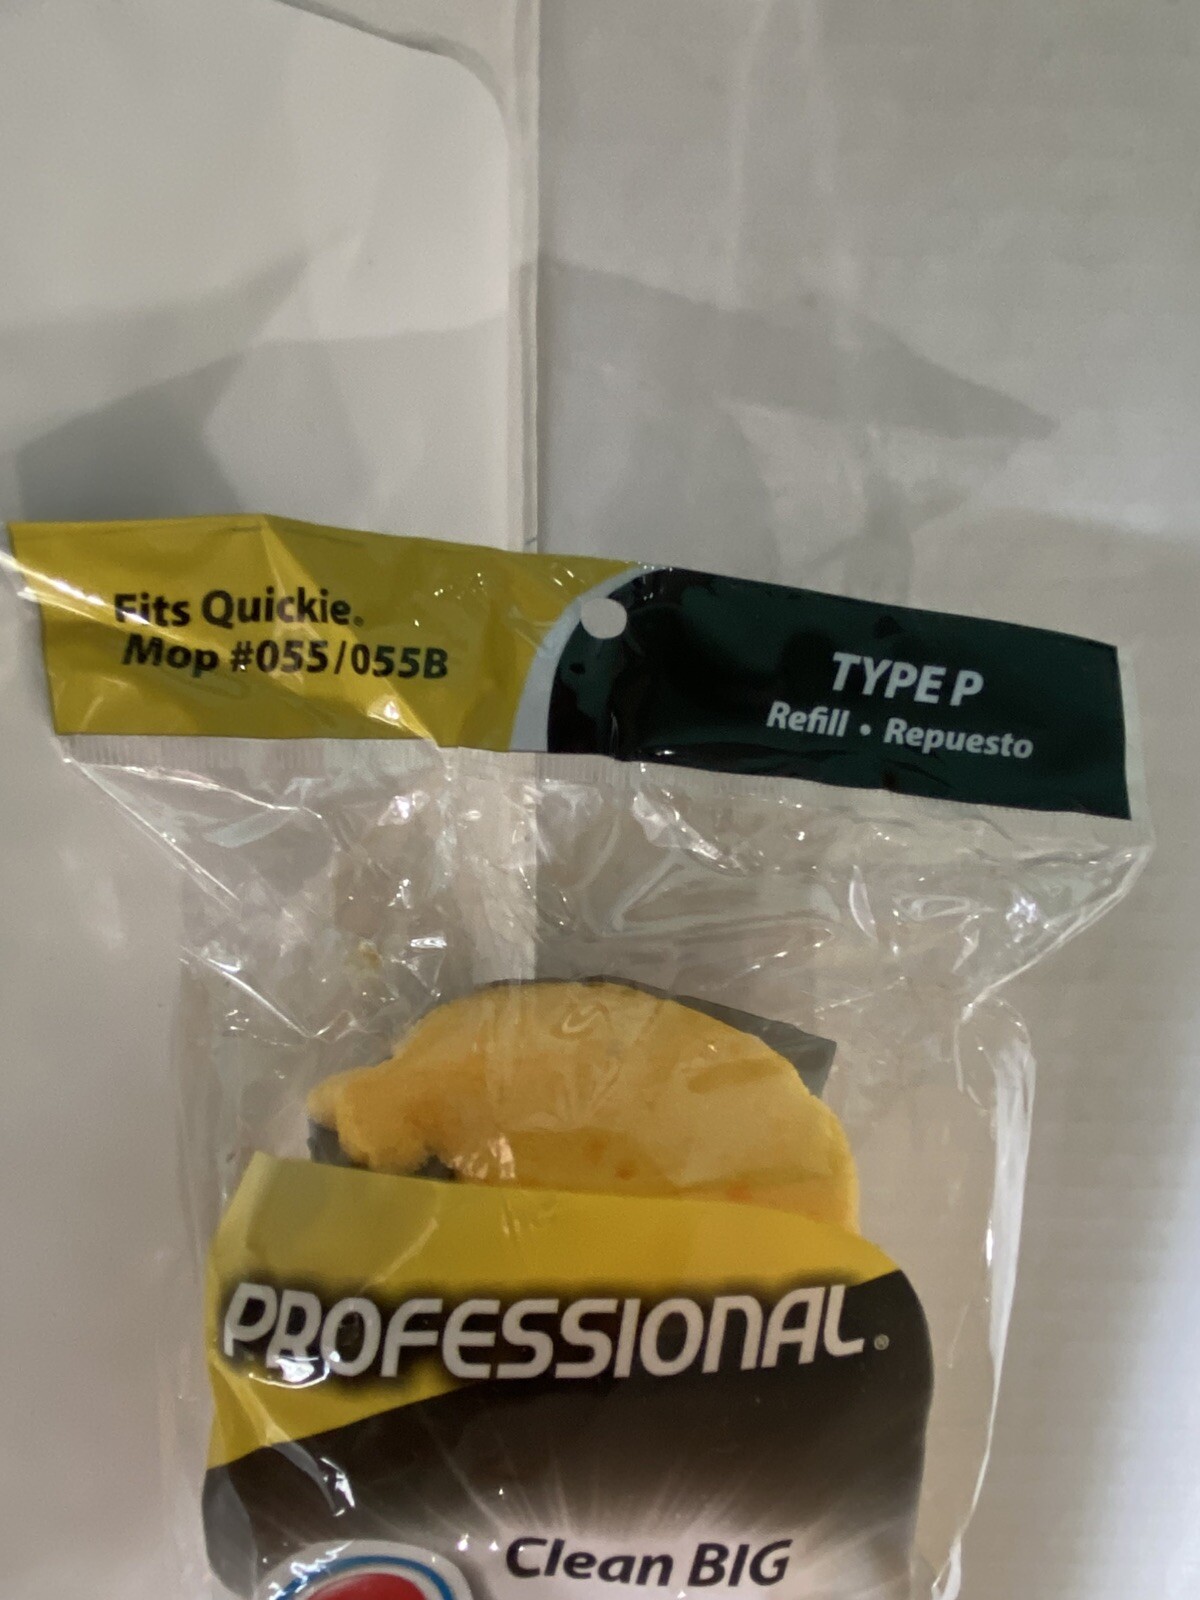 Fits Quickie®
Mop #055/055B
TYPE P
Refill • Repuesto
PROFESSIONAL®
Clean BIG